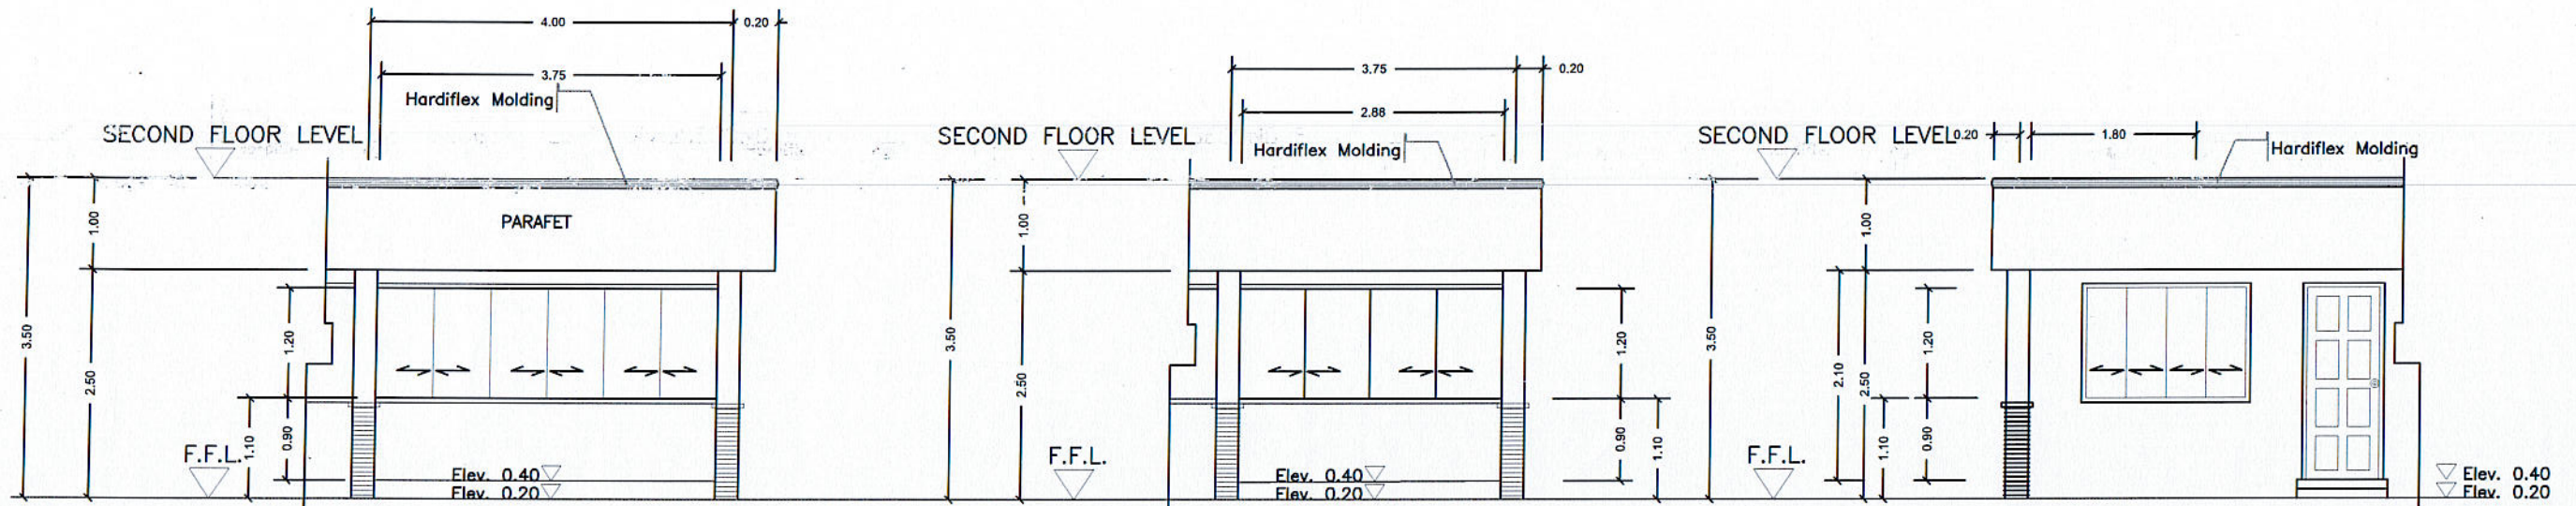 4.00
0.20
3.75
Hardiflex Molding
SECOND FLOOR LEVEL
1.00
PARAFET
3.50
2.50
1.20
1.10
0.90
F.F.L.
Elev. 0.40
Elev. 0.20
3.75
0.20
2.88
SECOND FLOOR LEVEL
Hardiflex Molding
1.00
3.50
2.50
1.20
0.90
1.10
F.F.L.
Elev. 0.40
Elev. 0.20
SECOND FLOOR LEVEL
0.20
1.80
Hardiflex Molding
1.00
3.50
2.10
2.50
1.20
1.10
0.90
F.F.L.
Elev. 0.40
Elev. 0.20